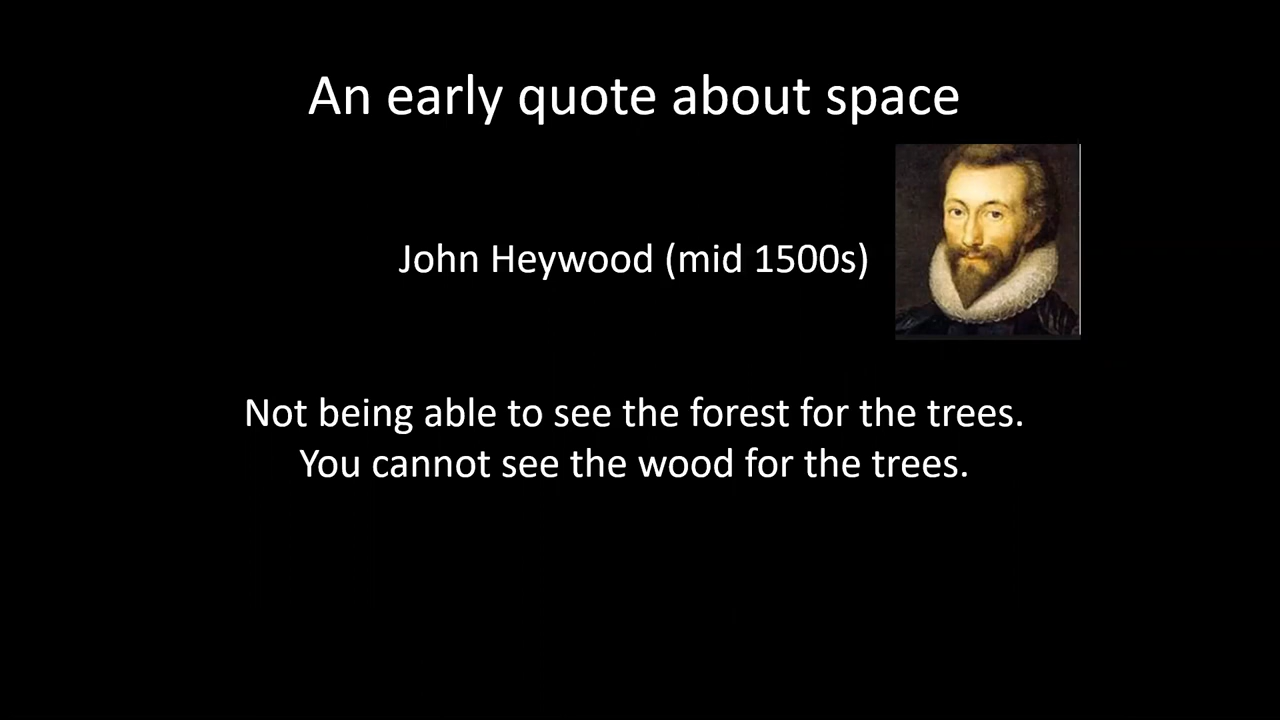 An early quote about space
John Heywood (mid 1500s)
Not being able to see the forest for the trees.
You cannot see the wood for the trees.